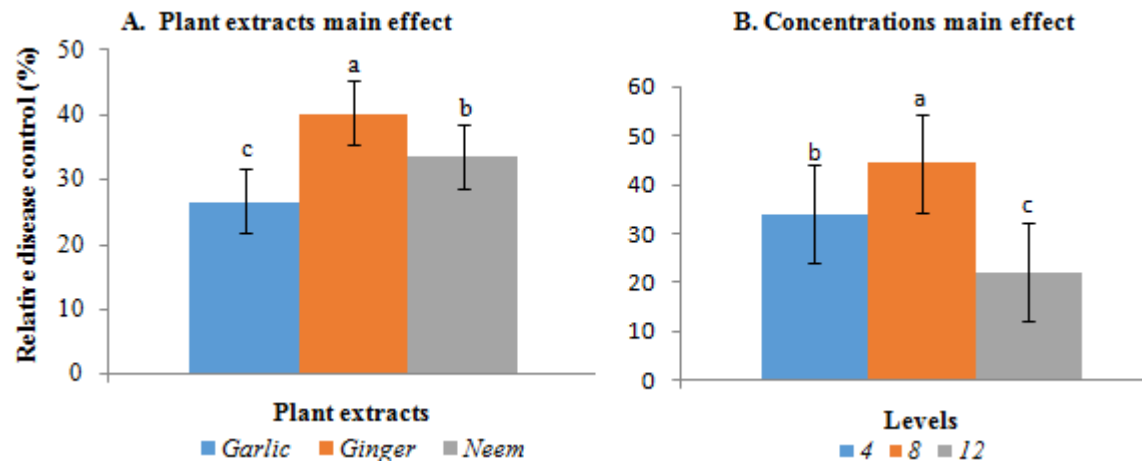 A. Plant extracts main effect
Relative disease control (%)
50
40
30
20
10
0
c
a
b
Plant extracts
Garlic Ginger Neem
B. Concentrations main effect
60
50
40
30
20
10
0
b
a
c
Levels
4 8 12